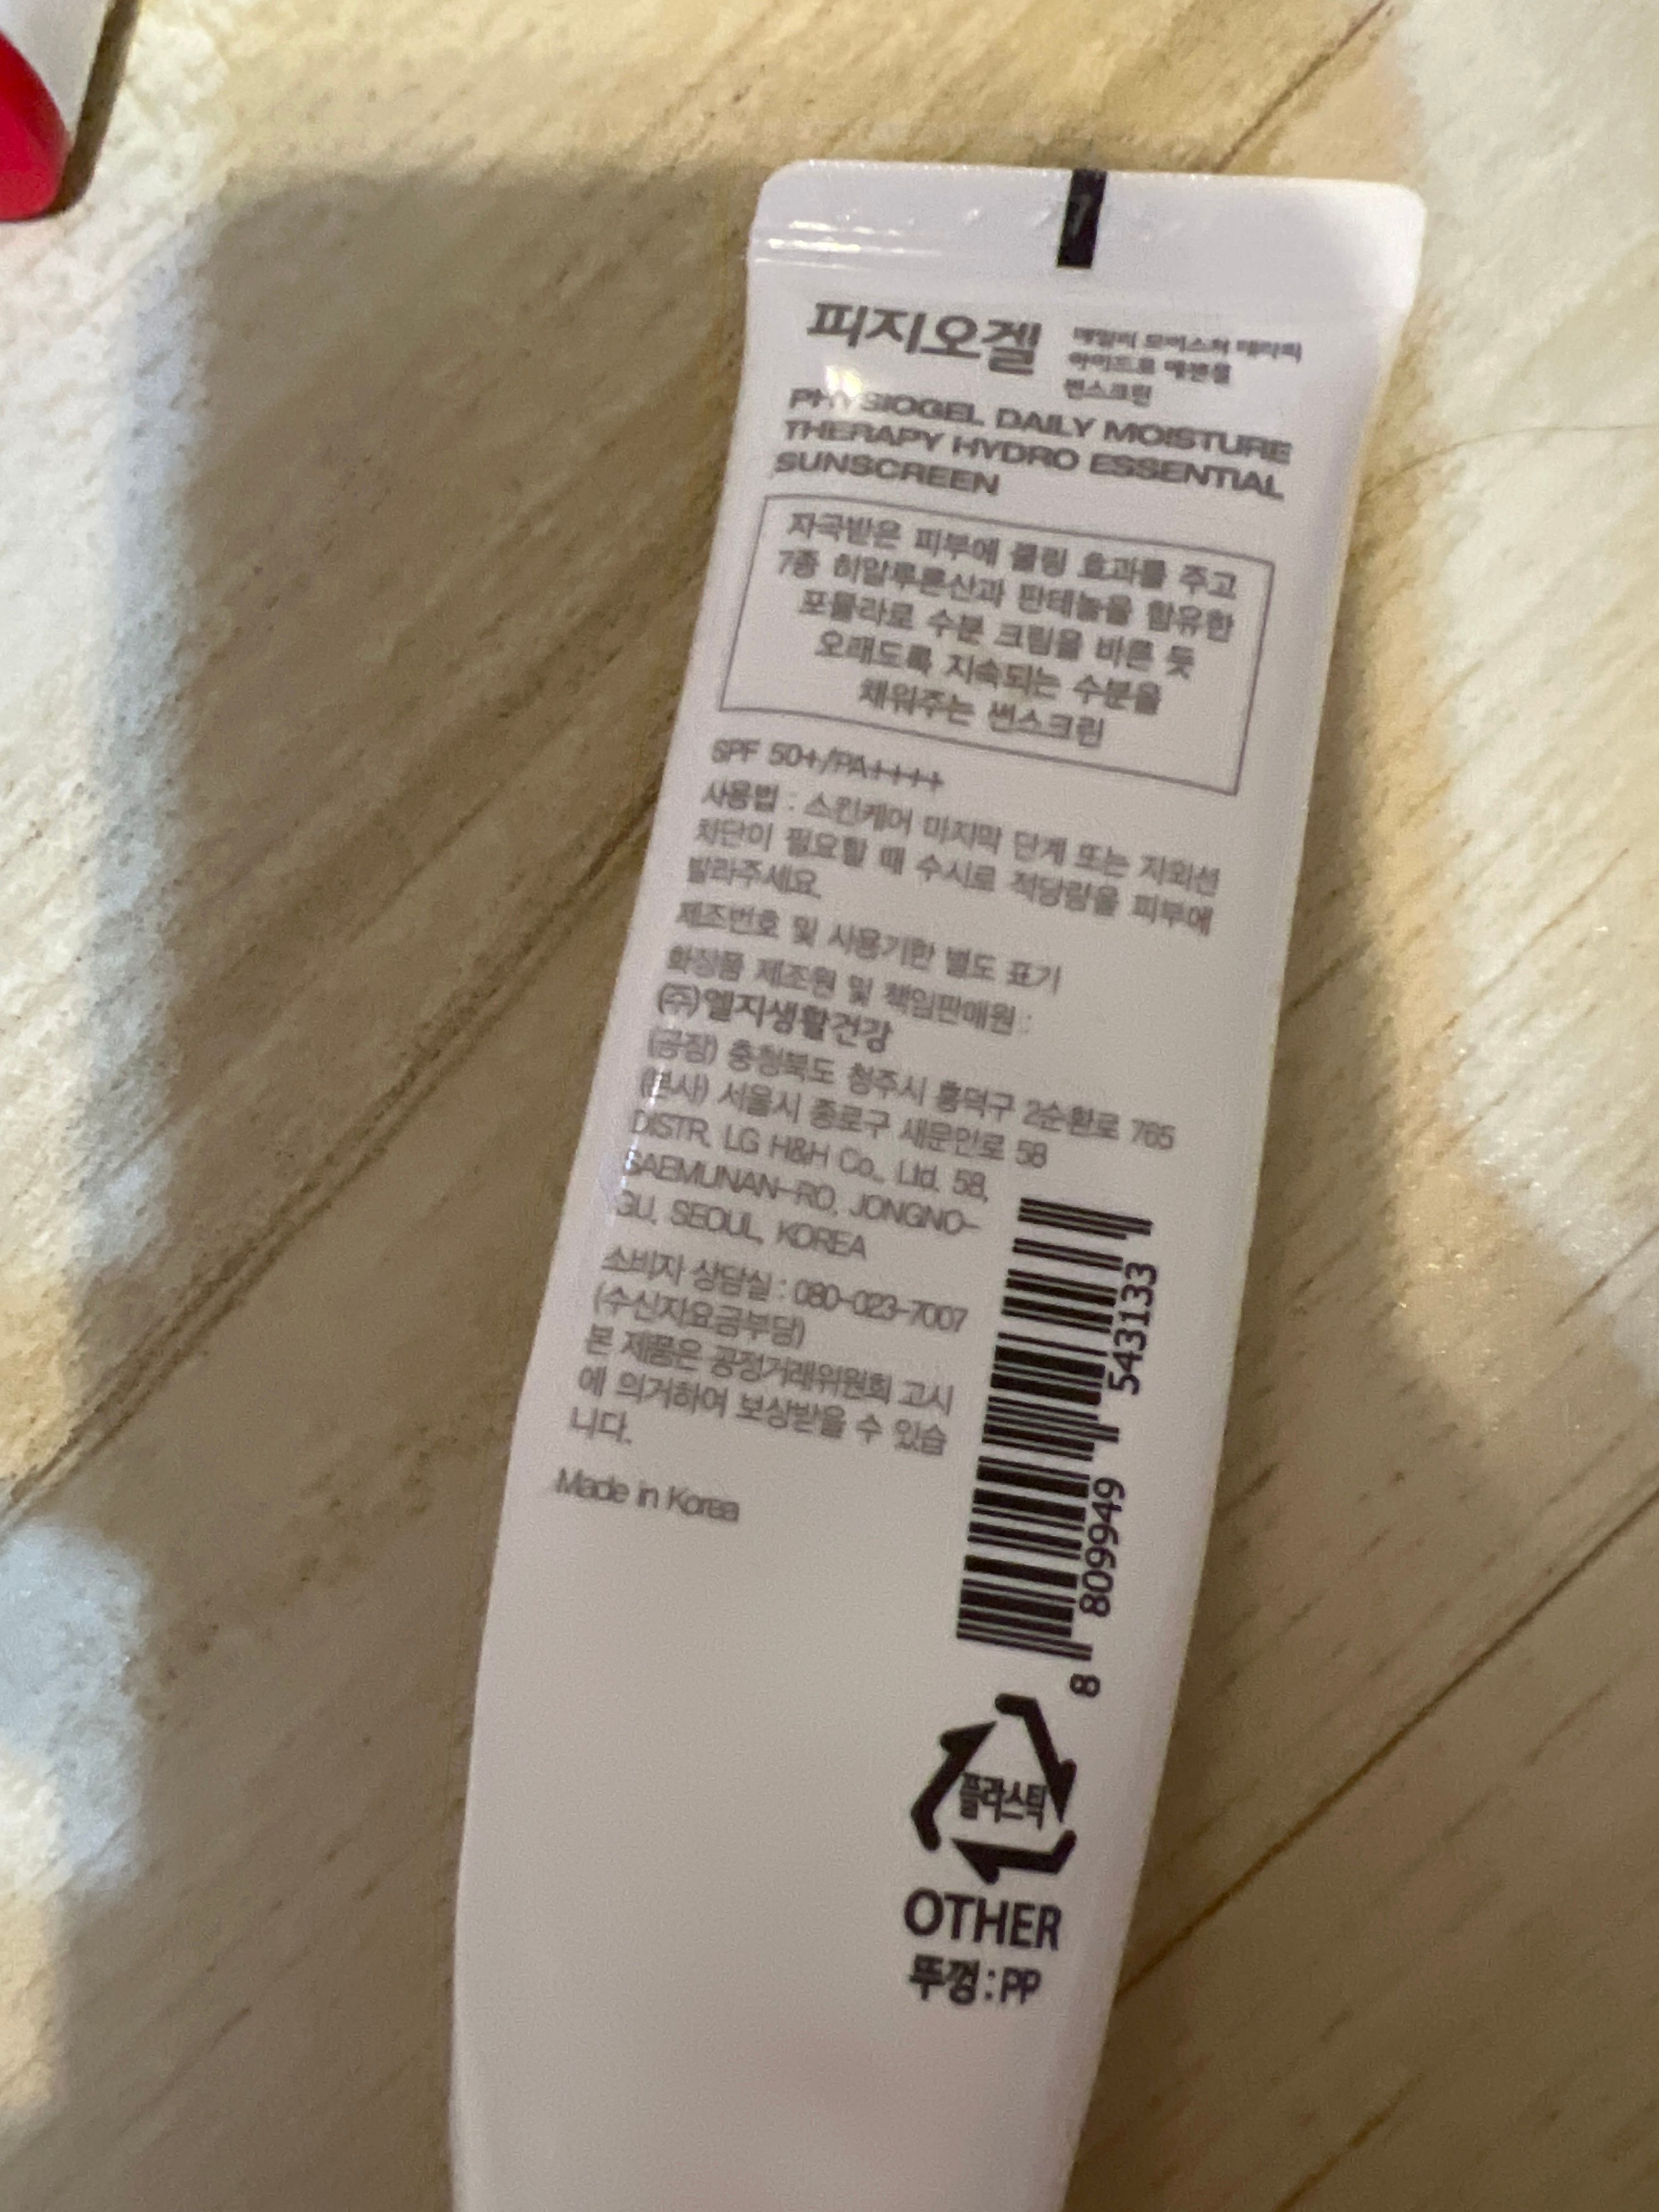 피지오겔
데일리 모이스쳐 테라피
하이드로 에센셜
썬스크린
PHYSIOGEL DAILY MOISTURE
THERAPY HYDRO ESSENTIAL
SUNSCREEN
자극받은 피부에 쿨링 효과를 주고
7종 히알루론산과 판테놀을 함유한
포뮬라로 수분 크림을 바른 듯
오래도록 지속되는 수분을
채워주는 썬스크린
SPF 50+/PA++++
사용법 : 스킨케어 마지막 단계 또는 자외선
차단이 필요할 때 수시로 적당량을 피부에
발라주세요.
제조번호 및 사용기한 별도 표기
화장품 제조원 및 책임판매원 :
(주)엘지생활건강
(공장) 충청북도 청주시 흥덕구 2순환로 765
(본사) 서울시 종로구 새문안로 58
DISTR. LG H&H Co., Ltd. 58,
SAEMUNAN-RO, JONGNO-
GU, SEOUL, KOREA
소비자 상담실 : 080-023-7007
(수신자요금부담)
본 제품은 공정거래위원회 고시
에 의거하여 보상받을 수 있습
니다.
Made in Korea
8 809949 543133
플라스틱
OTHER
뚜껑 : PP